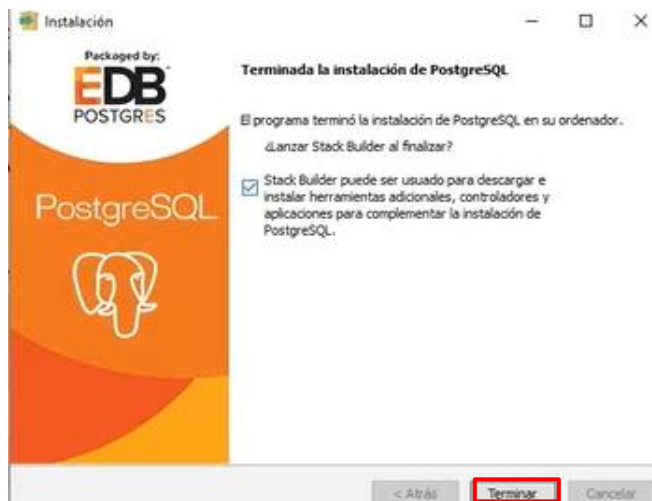 Instalación
Packaged by:
EDB
POSTGRES
PostgreSQL
Terminada la instalación de PostgreSQL
El programa terminó la instalación de PostgreSQL en su ordenador.
¿Lanzar Stack Builder al finalizar?
Stack Builder puede ser usado para descargar e
instalar herramientas adicionales, controladores y
aplicaciones para complementar la instalación de
PostgreSQL.
< Atrás
Terminar
Cancelar